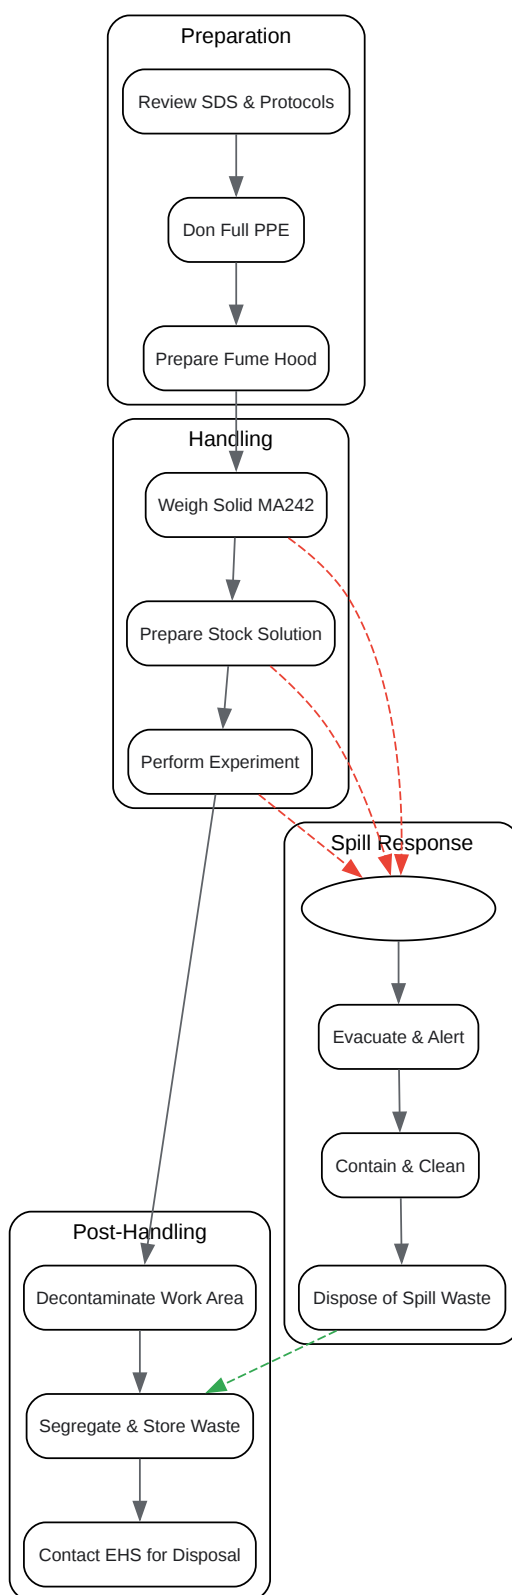 Preparation
Review SDS & Protocols
Don Full PPE
Prepare Fume Hood
Handling
Weigh Solid MA242
Prepare Stock Solution
Perform Experiment
Spill Response
Evacuate & Alert
Contain & Clean
Dispose of Spill Waste
Post-Handling
Decontaminate Work Area
Segregate & Store Waste
Contact EHS for Disposal